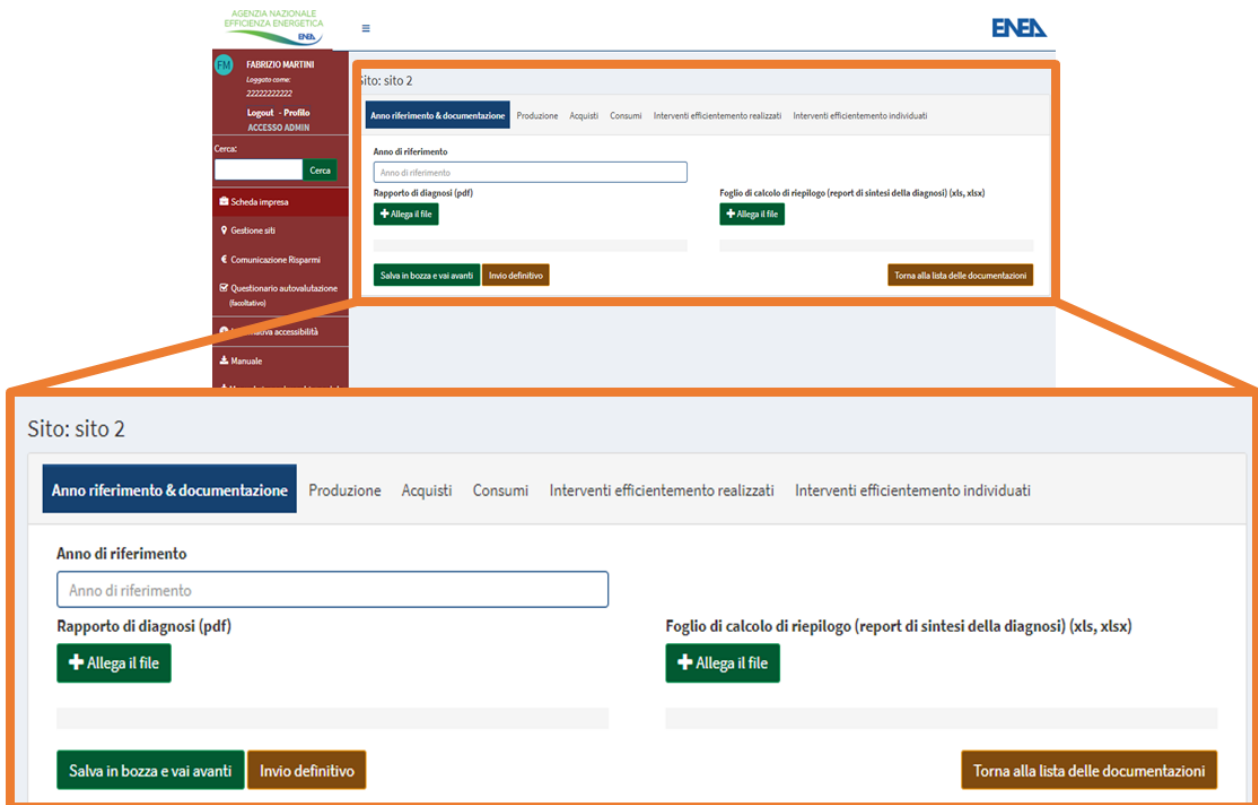 AGENZIA NAZIONALE
EFFICIENZA ENERGETICA
ENEA
ENEA
FM
FABRIZIO MARTINI
Loggato come:
22222222222
Logout - Profilo
ACCESSO ADMIN
Cerca:
Cerca
Scheda impresa
Gestione siti
€ Comunicazione Risparmi
Questionario autovalutazione
(facoltativo)
accessibilità
Manuale
Sito: sito 2
Anno riferimento & documentazione Produzione Acquisti Consumi Interventi efficientemento realizzati Interventi efficientemento individuati
Anno di riferimento
Anno di riferimento
Rapporto di diagnosi (pdf) Foglio di calcolo di riepilogo (report di sintesi della diagnosi) (xls, xlsx)
Allega il file Allega il file
Salva in bozza e vai avanti Invio definitivo Torna alla lista delle documentazioni
Sito: sito 2
Anno riferimento & documentazione Produzione Acquisti Consumi Interventi efficientemento realizzati Interventi efficientemento individuati
Anno di riferimento
Anno di riferimento
Rapporto di diagnosi (pdf) Foglio di calcolo di riepilogo (report di sintesi della diagnosi) (xls, xlsx)
Allega il file Allega il file
Salva in bozza e vai avanti Invio definitivo Torna alla lista delle documentazioni